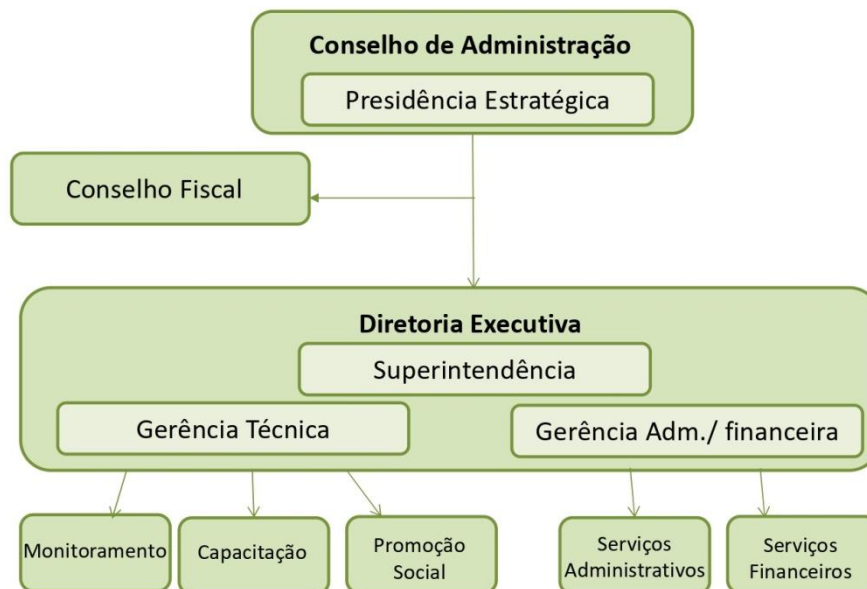 Conselho de Administração
Presidência Estratégica
Conselho Fiscal
Diretoria Executiva
Superintendência
Gerência Técnica
Gerência Adm./ financeira
Monitoramento
Capacitação
Promoção
Social
Serviços
Administrativos
Serviços
Financeiros